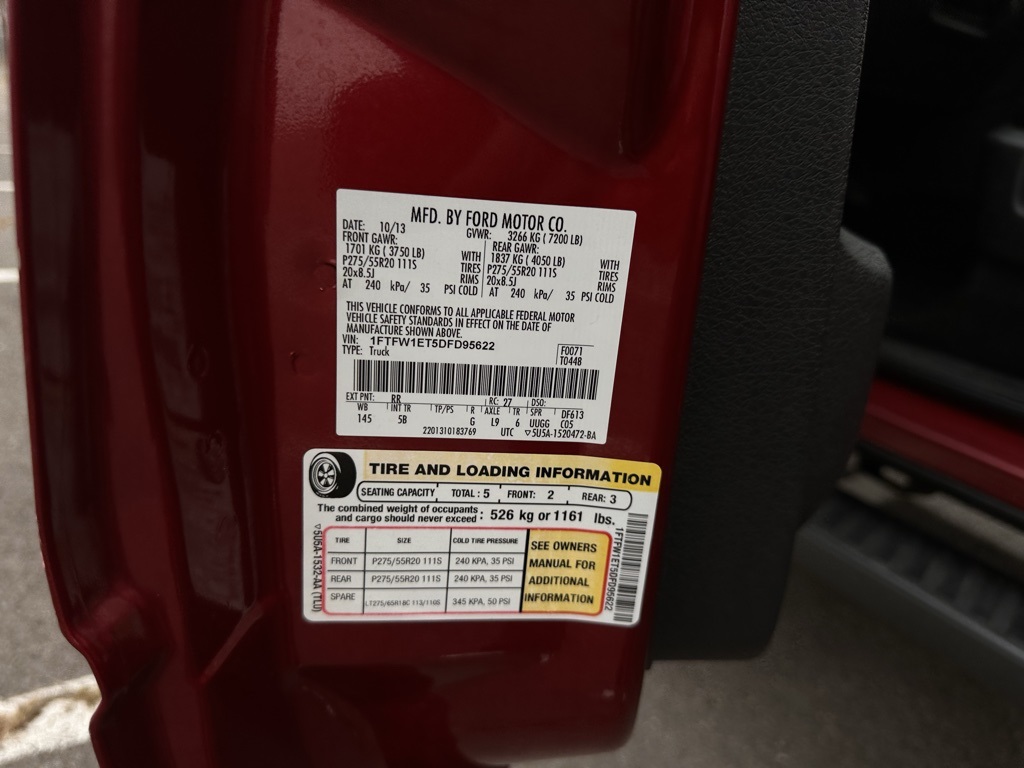 MFD. BY FORD MOTOR CO.
DATE: 10/13 GVWR: 3266 KG ( 7200 LB)
FRONT GAWR: REAR GAWR:
1701 KG ( 3750 LB) WITH 1837 KG ( 4050 LB) WITH
P275/55R20 111S TIRES P275/55R20 111S TIRES
20x8.5J RIMS 20x8.5J RIMS
AT 240 kPa/ 35 PSI COLD AT 240 kPa/ 35 PSI COLD
THIS VEHICLE CONFORMS TO ALL APPLICABLE FEDERAL MOTOR
VEHICLE SAFETY STANDARDS IN EFFECT ON THE DATE OF
MANUFACTURE SHOWN ABOVE.
VIN: 1FTFW1ET5DFD95622 F0071
TYPE: Truck T0448
EXT PNT: RR RC: 27 DSO:
WB INT TR TP/PS R AXLE TR SPR DF613
145 5B G L9 6 UUGG C05
2201310183769 UTC ▽5U5A-1520472-BA
TIRE AND LOADING INFORMATION
SEATING CAPACITY TOTAL : 5 FRONT: 2 REAR: 3
The combined weight of occupants
and cargo should never exceed : 526 kg or 1161 lbs.
TIRE SIZE COLD TIRE PRESSURE
FRONT P275/55R20 111S 240 KPA, 35 PSI
REAR P275/55R20 111S 240 KPA, 35 PSI
SPARE LT275/65R18C 113/110S 345 KPA, 50 PSI
SEE OWNERS
MANUAL FOR
ADDITIONAL
INFORMATION
▽5U5A-1532-AA (TLU)
1FTFW1ET5DFD95622